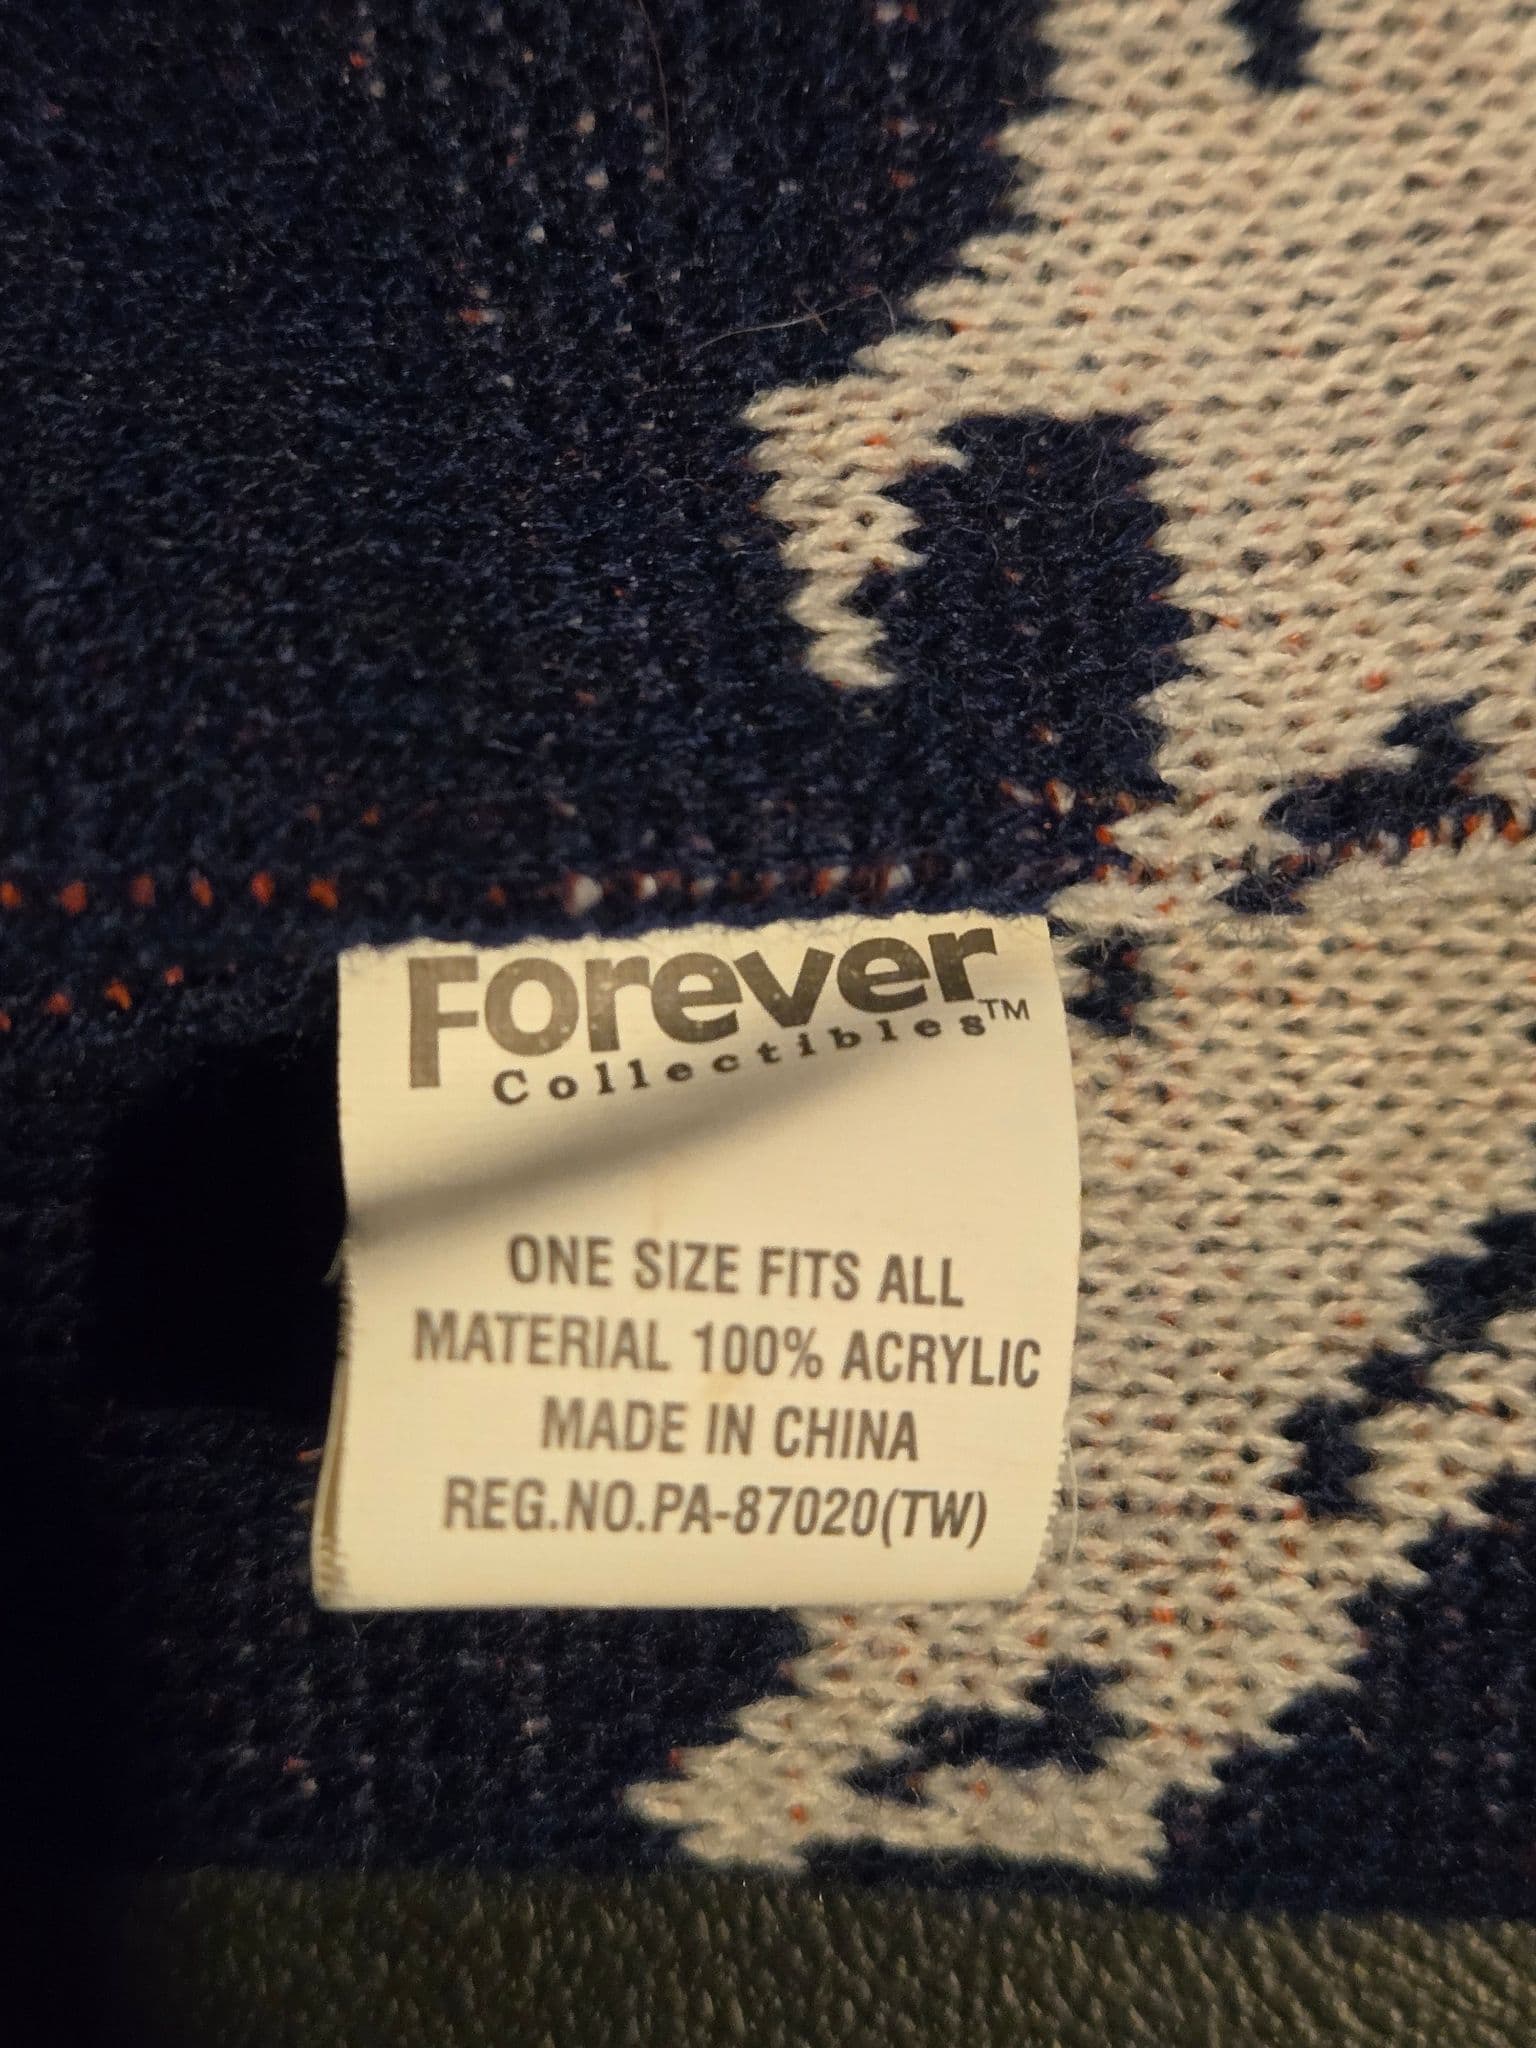 Forever
Collectibles™
ONE SIZE FITS ALL
MATERIAL 100% ACRYLIC
MADE IN CHINA
REG.NO.PA-87020(TW)